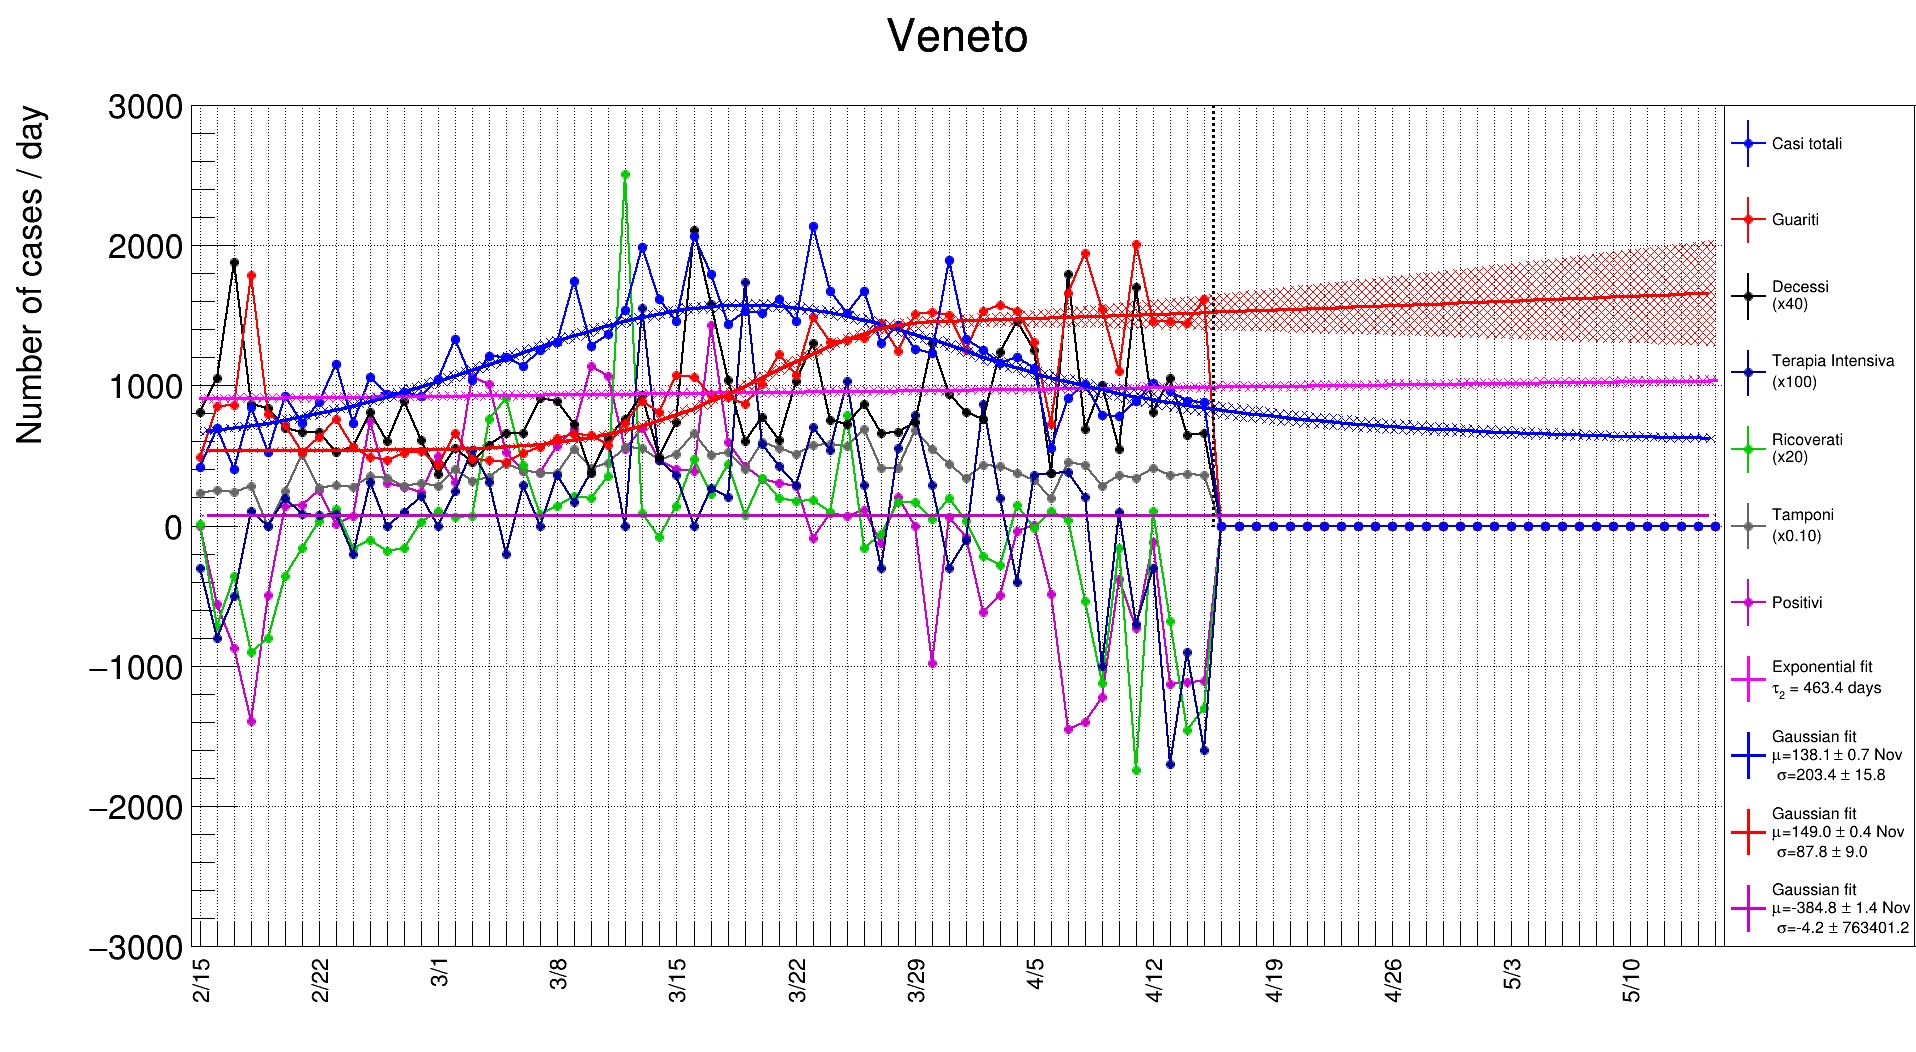 Veneto
Number of cases / day
3000
2000
1000
0
−1000
−2000
−3000
2/15
2/22
3/1
3/8
3/15
3/22
3/29
4/5
4/12
4/19
4/26
5/3
5/10
Casi totali
Guariti
Decessi
(x40)
Terapia Intensiva
(x100)
Ricoverati
(x20)
Tamponi
(x0.10)
Positivi
Exponential fit
τ2 = 463.4 days
Gaussian fit
μ=138.1 ± 0.7 Nov
σ=203.4 ± 15.8
Gaussian fit
μ=149.0 ± 0.4 Nov
σ=87.8 ± 9.0
Gaussian fit
μ=-384.8 ± 1.4 Nov
σ=-4.2 ± 763401.2